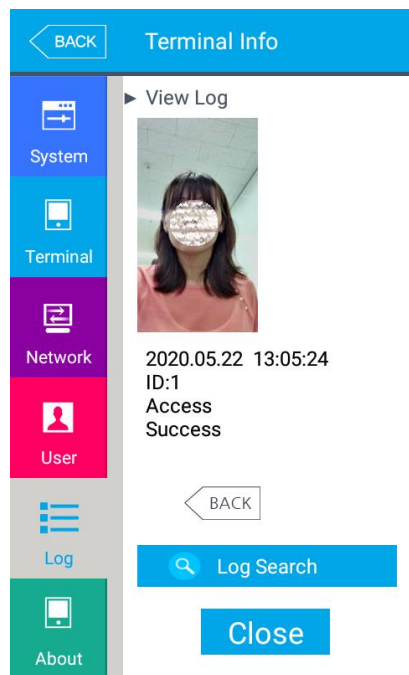 BACK
Terminal Info
System
Terminal
Network
User
Log
About
► View Log
2020.05.22 13:05:24
ID:1
Access
Success
BACK
Log Search
Close